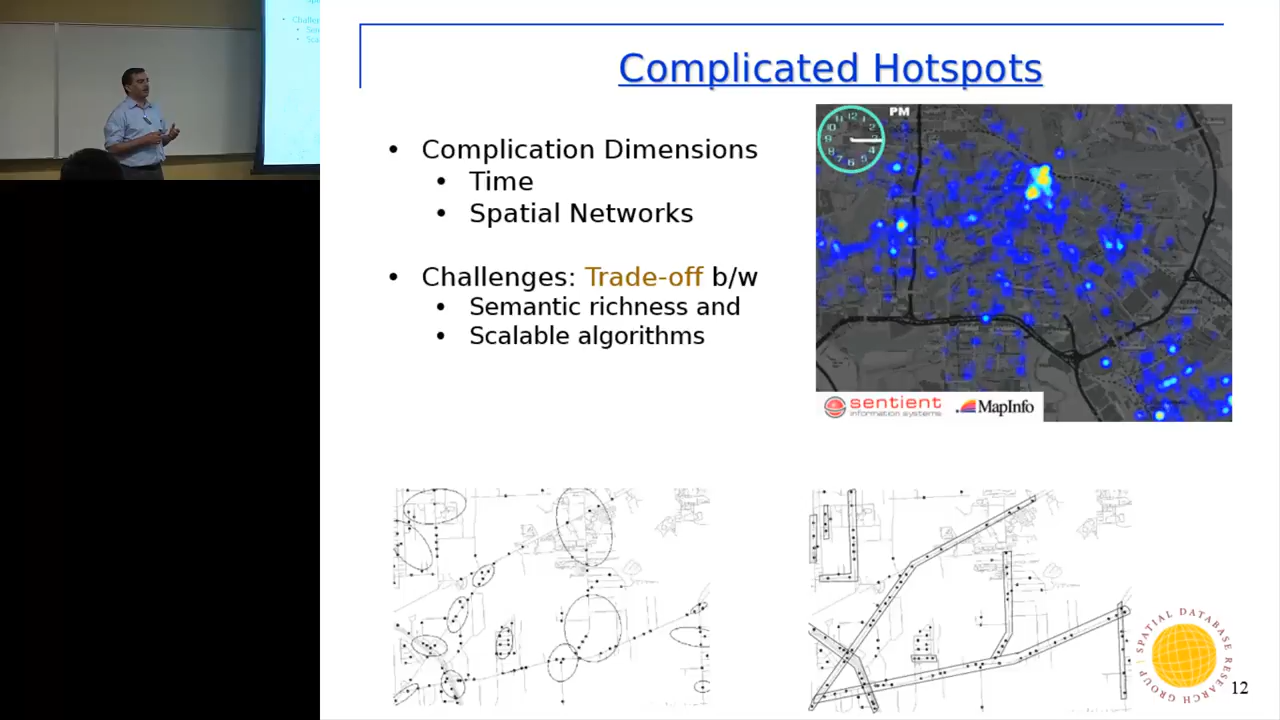 Complicated Hotspots
• Complication Dimensions
• Time
• Spatial Networks
• Challenges: Trade-off b/w
• Semantic richness and
• Scalable algorithms
PM
sentient
information systems
MapInfo
SPATIAL DATABASE RESEARCH GROUP
12